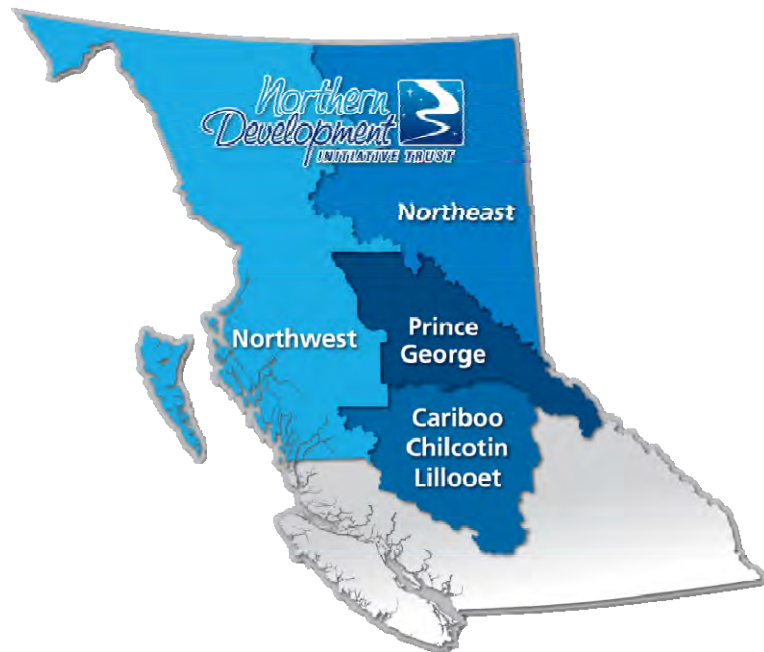 Northern
Development
INITIATIVE TRUST
Northeast
Northwest
Prince
George
Cariboo
Chilcotin
Lillooet